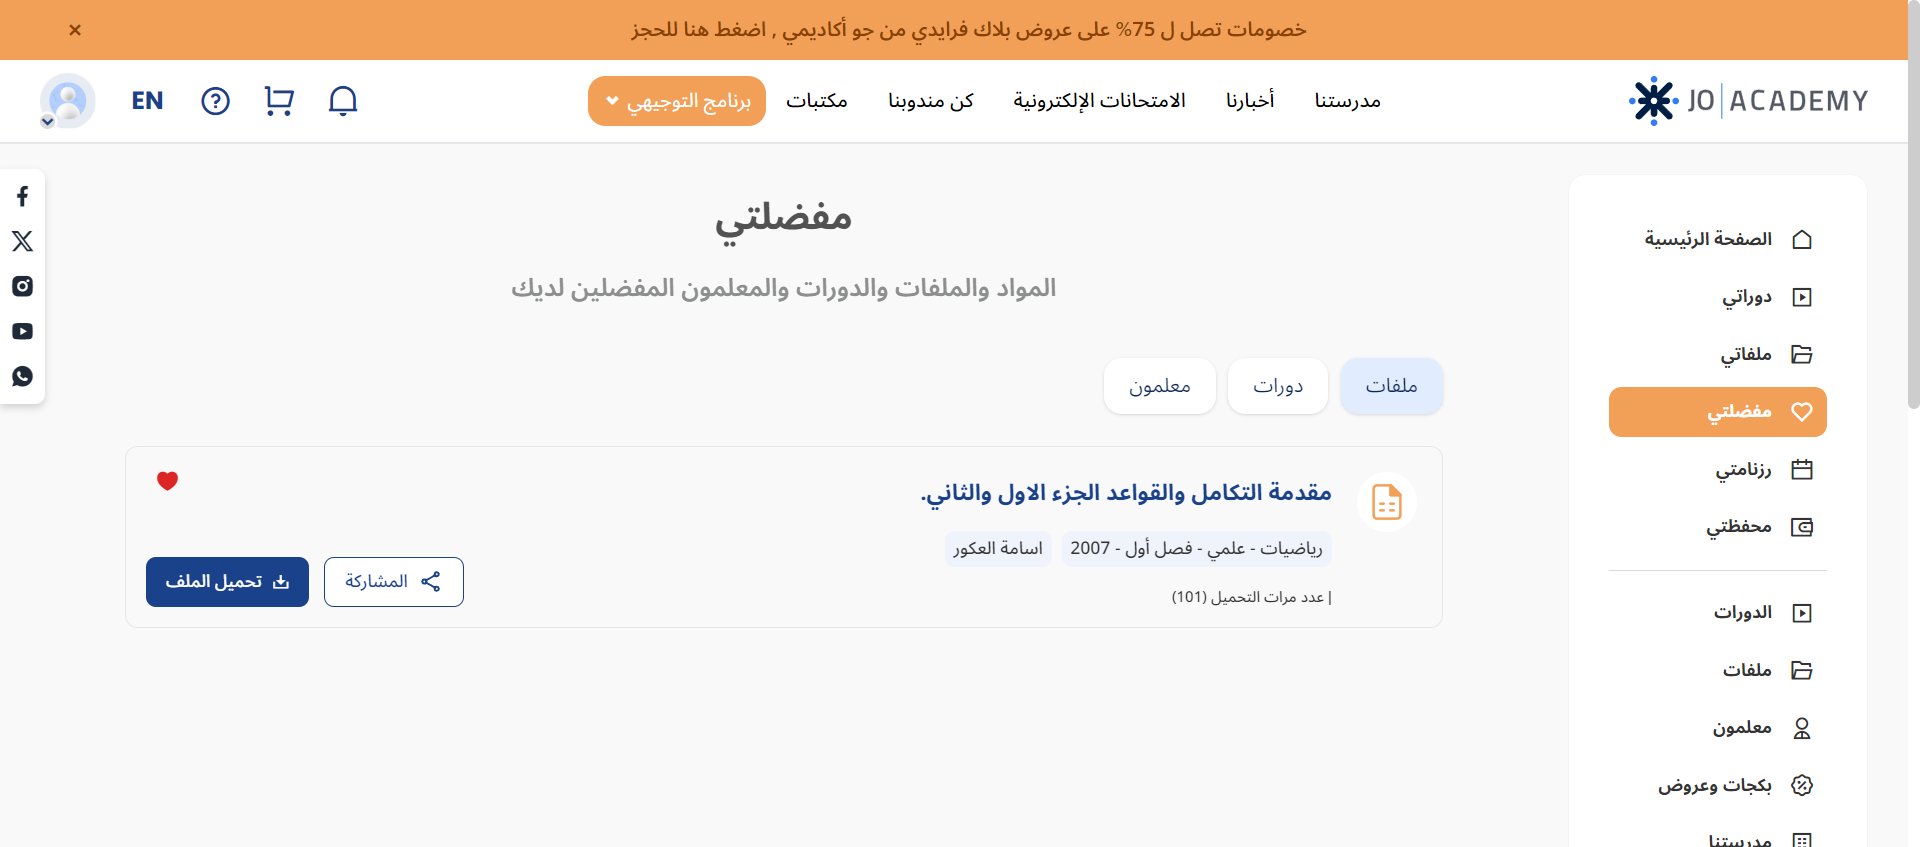 خصومات تصل ل 75% على عروض بلاك فرايدي من جو أكاديمي , اضغط هنا للحجز
JO ACADEMY
مدرستنا
أخبارنا
الامتحانات الإلكترونية
كن مندوبنا
مكتبات
برنامج التوجيهي
EN
الصفحة الرئيسية
دوراتي
ملفاتي
مفضلتي
رزنامتي
محفظتي
الدورات
ملفات
معلمون
بكجات وعروض
مدرستنا
مفضلتي
المواد والملفات والدورات والمعلمون المفضلين لديك
ملفات
دورات
معلمون
مقدمة التكامل والقواعد الجزء الاول والثاني.
رياضيات - علمي - فصل أول - 2007
اسامة العكور
| عدد مرات التحميل (101)
المشاركة
تحميل الملف